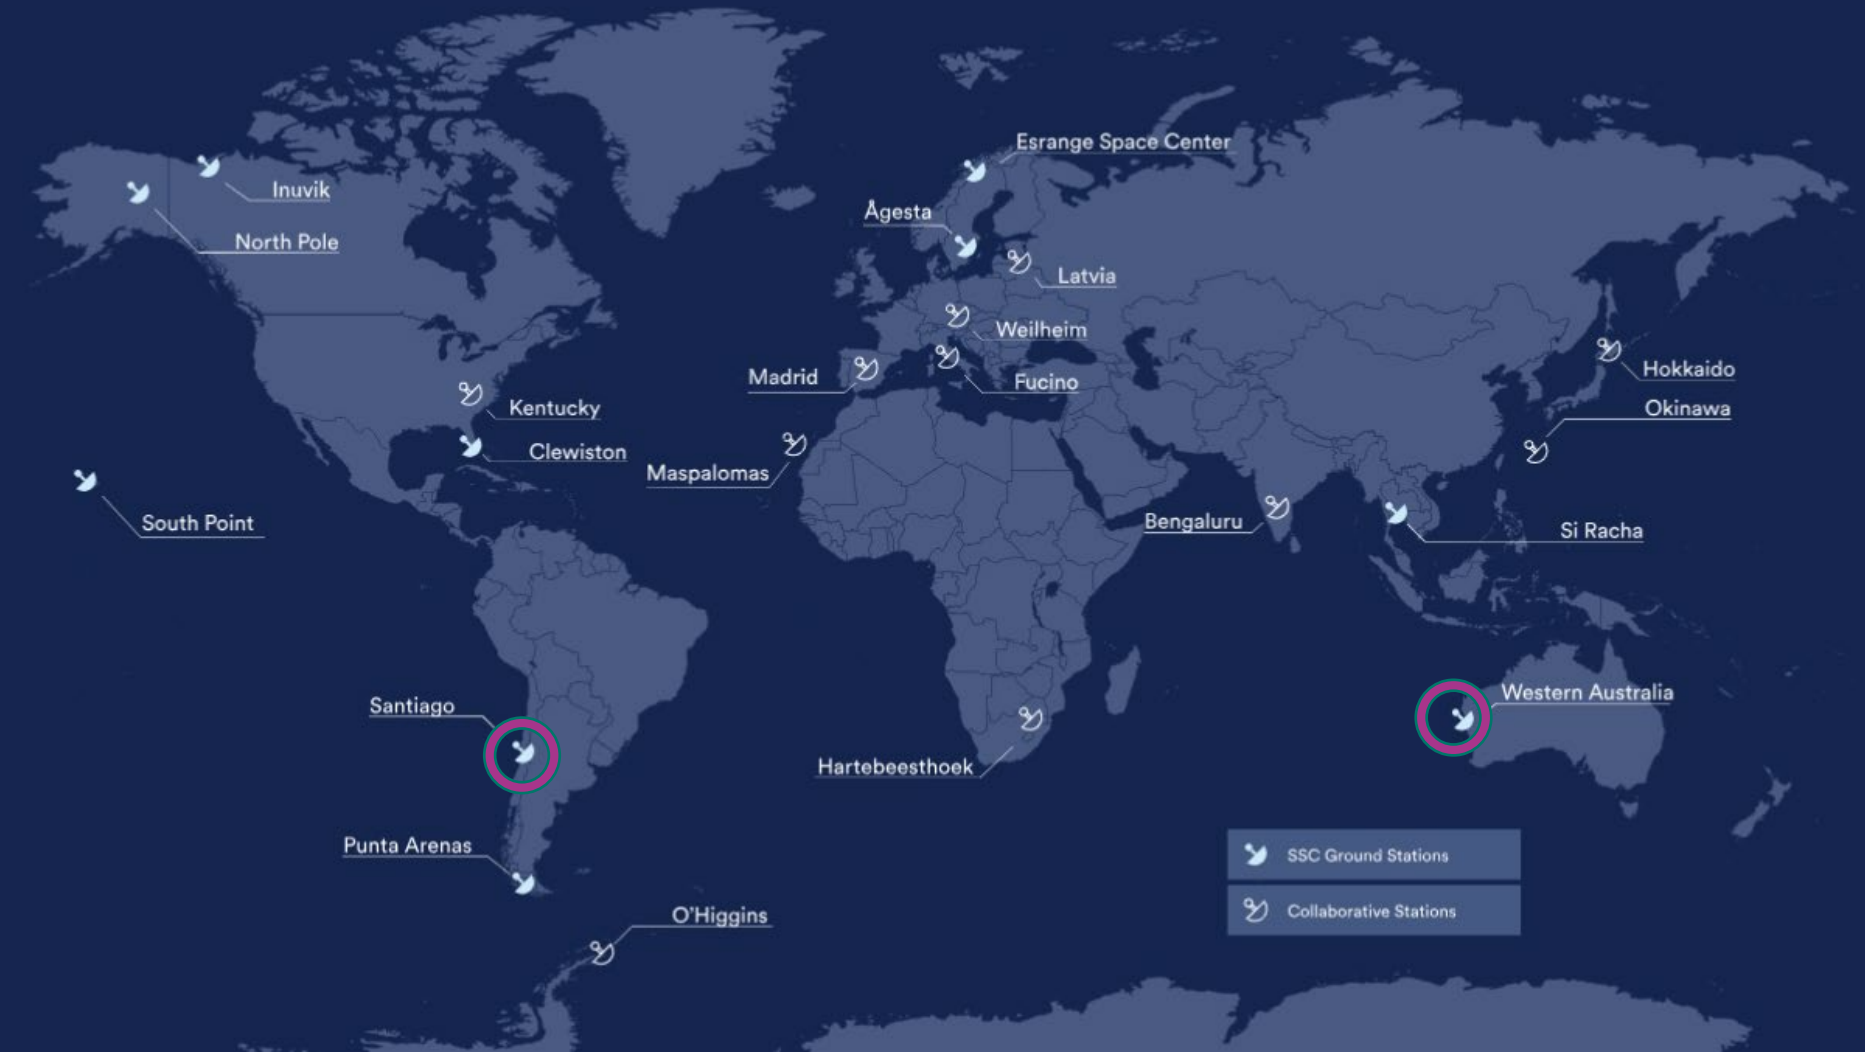 Esrange Space Center
Inuvik
Ågesta
North Pole
Latvia
Weilheim
Hokkaido
Madrid
Fucino
Kentucky
Okinawa
Clewiston
Maspalomas
South Point
Bengaluru
Si Racha
Western Australia
Santiago
Hartebeesthoek
Punta Arenas
SSC Ground Stations
Collaborative Stations
O'Higgins